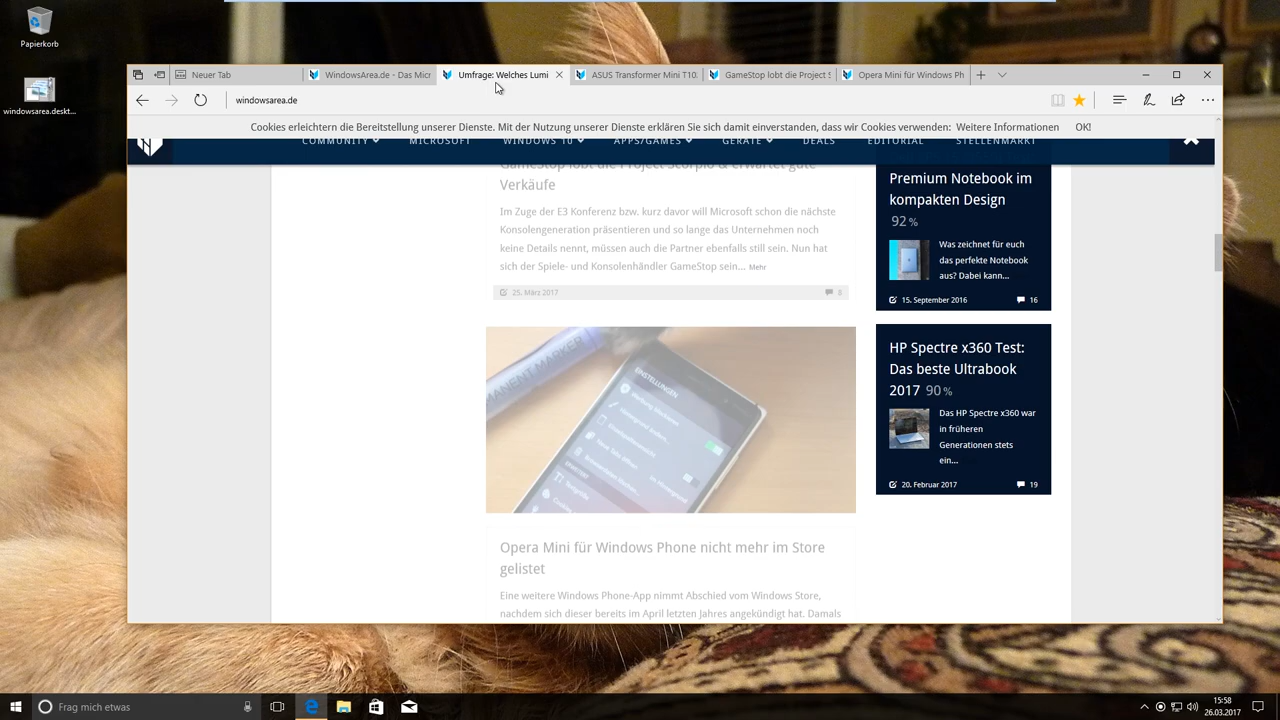 Papierkorb
windowsarea.deskt...
Neuer Tab
WindowsArea.de - Das Micr
Umfrage: Welches Lumi
ASUS Transformer Mini T10.
GameStop lobt die Project S
Opera Mini für Windows Ph
windowsarea.de
Cookies erleichtern die Bereitstellung unserer Dienste. Mit der Nutzung unserer Dienste erklären Sie sich damit einverstanden, dass wir Cookies verwenden: Weitere Informationen OK!
COMMUNITY MICROSOFT WINDOWS 10 APPS/GAMES GERÄTE DEALS EDITORIAL STELLENMARKT
GameStop lobt die Project Scorpio & erwartet gute
Verkäufe
Im Zuge der E3 Konferenz bzw. kurz davor will Microsoft schon die nächste
Konsolengeneration präsentieren und so lange das Unternehmen noch
keine Details nennt, müssen auch die Partner ebenfalls still sein. Nun hat
sich der Spiele- und Konsolenhändler GameStop sein... Mehr
25. März 2017 8
MANENT MARKER
EINSTELLUNGEN
Opera Mini für Windows Phone nicht mehr im Store
gelistet
Eine weitere Windows Phone-App nimmt Abschied vom Windows Store,
nachdem sich dieser bereits im April letzten Jahres angekündigt hat. Damals
Premium Notebook im
kompakten Design
92 %
Was zeichnet für euch
das perfekte Notebook
aus? Dabei kann...
15. September 2016 16
HP Spectre x360 Test:
Das beste Ultrabook
2017 90 %
Das HP Spectre x360 war
in früheren
Generationen stets
ein...
20. Februar 2017 19
Frag mich etwas
15:58
26.03.2017